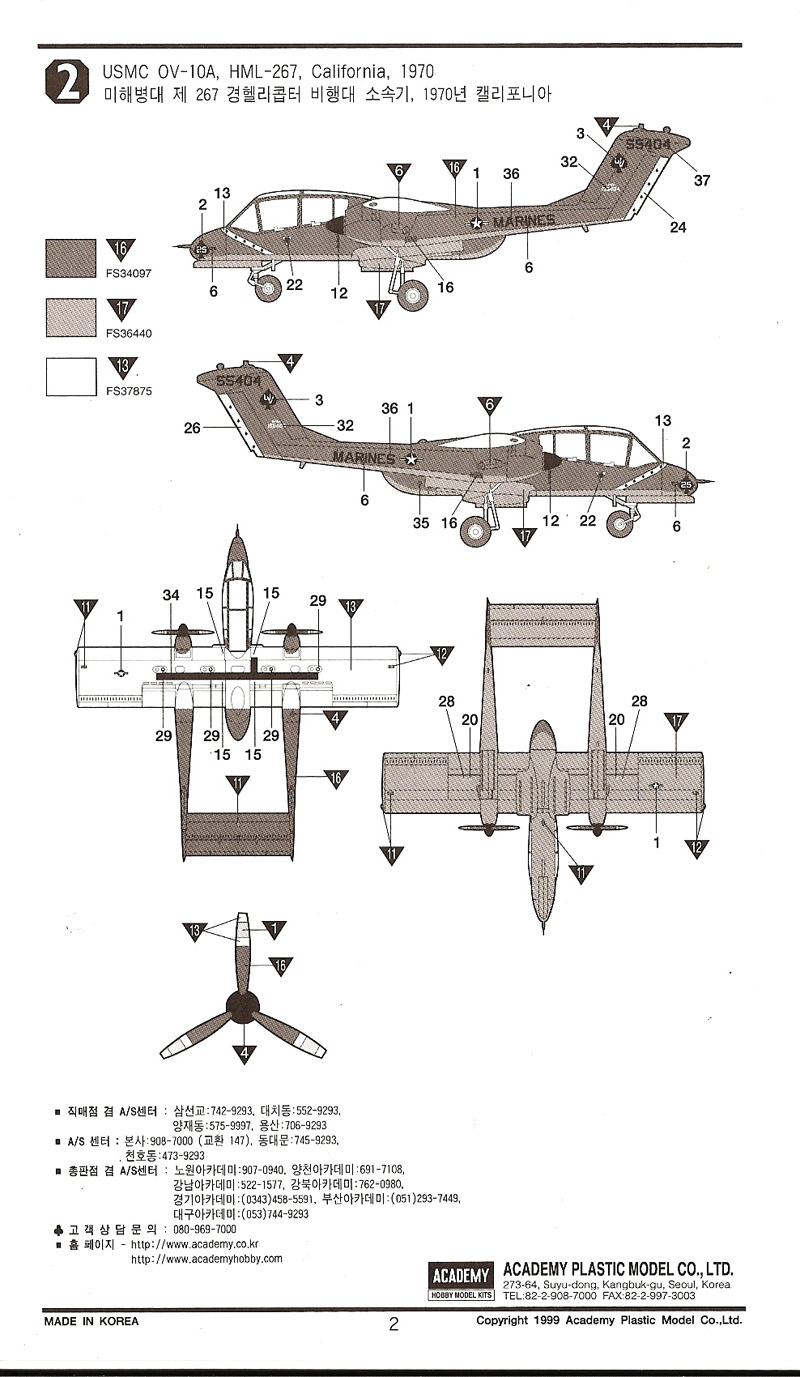 2
USMC OV-10A, HML-267, California, 1970
미해병대 제 267 경헬리콥터 비행대 소속기, 1970년 캘리포니아
4
3
SS404
32
37
24
6
16
1
36
MARINES
13
2
25
6
22
12
17
16
6
16
FS34097
17
FS36440
13
FS37875
4
SS404
3
26
32
36
1
6
13
2
MARINES
25
6
35
16
12
22
6
17
11
1
34
15
15
29
13
12
29
29
15
15
29
4
16
11
28
20
20
28
17
11
11
1
12
13
1
16
4
■ 직매점 겸 A/S센터 : 삼선교:742-9293, 대치동:552-9293,
양재동:575-9997, 용산:706-9293
■ A/S 센터 : 본사:908-7000 (교환 147), 동대문:745-9293,
천호동:473-9293
■ 총판점 겸 A/S센터 : 노원아카데미:907-0940, 양천아카데미:691-7108,
강남아카데미:522-1577, 강북아카데미:762-0980,
경기아카데미:(0343)458-5591, 부산아카데미:(051)293-7449,
대구아카데미:(053)744-9293
♣ 고객상담문의 : 080-969-7000
■ 홈 페이지 - http://www.academy.co.kr
http://www.academyhobby.com
ACADEMY
HOBBY MODEL KITS
ACADEMY PLASTIC MODEL CO., LTD.
273-64, Suyu-dong, Kangbuk-gu, Seoul, Korea
TEL:82-2-908-7000 FAX:82-2-997-3003
MADE IN KOREA
2
Copyright 1999 Academy Plastic Model Co.,Ltd.